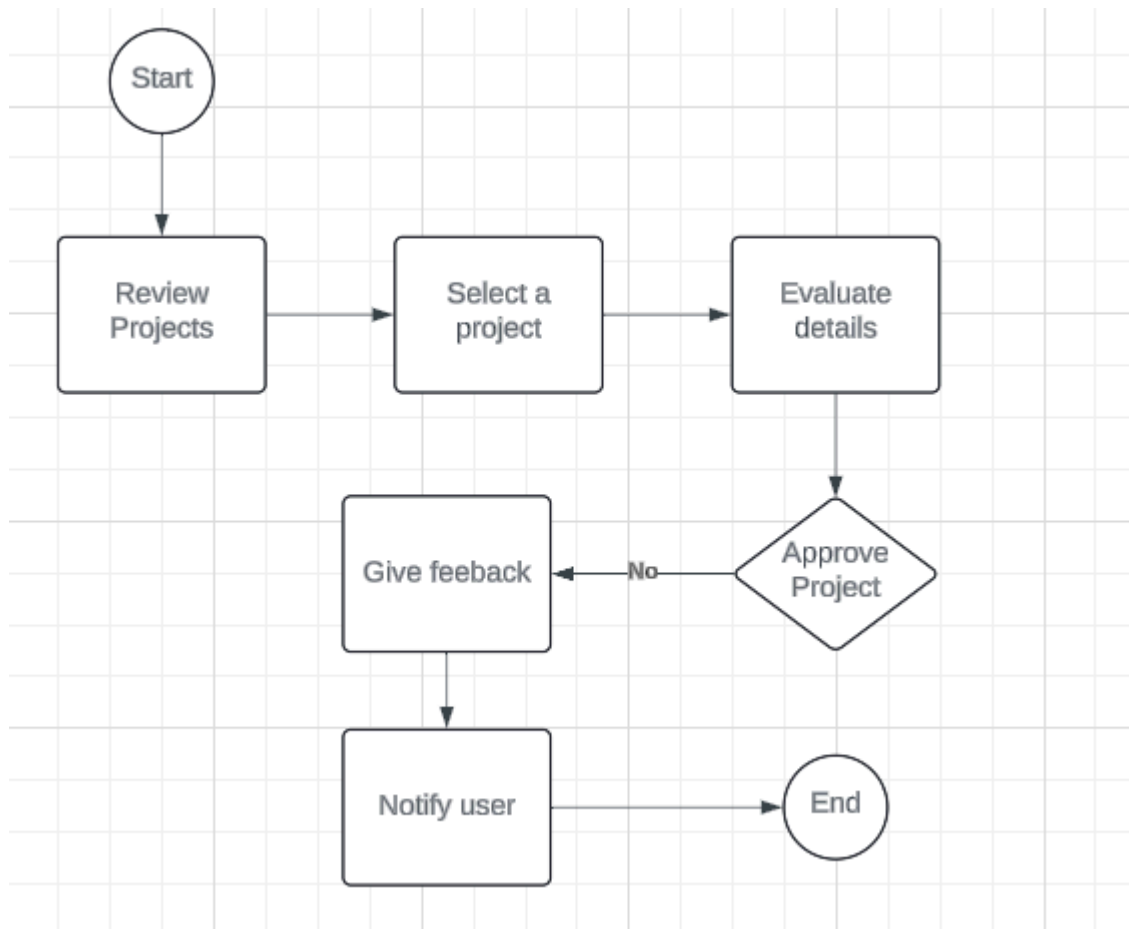 Start
Review
Projects
Select a
project
Evaluate
details
Approve
Project
No
Give feeback
Notify user
End